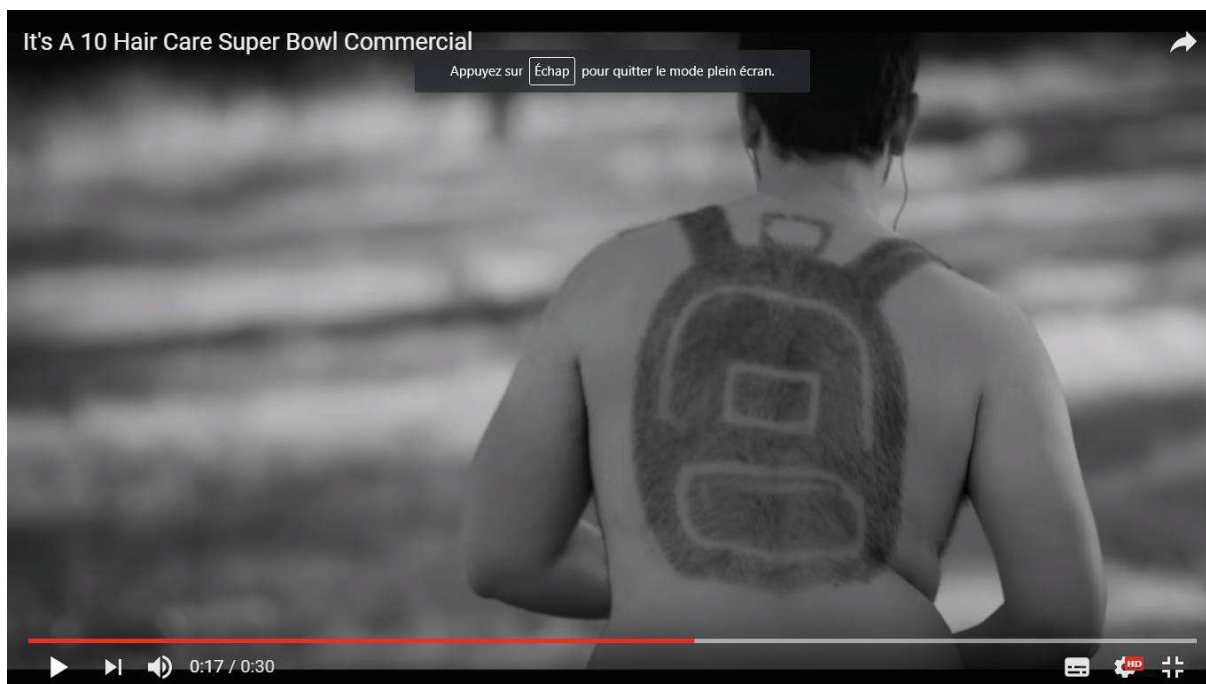 It's A 10 Hair Care Super Bowl Commercial
Appuyez sur Échap pour quitter le mode plein écran.
0:17 / 0:30
HD